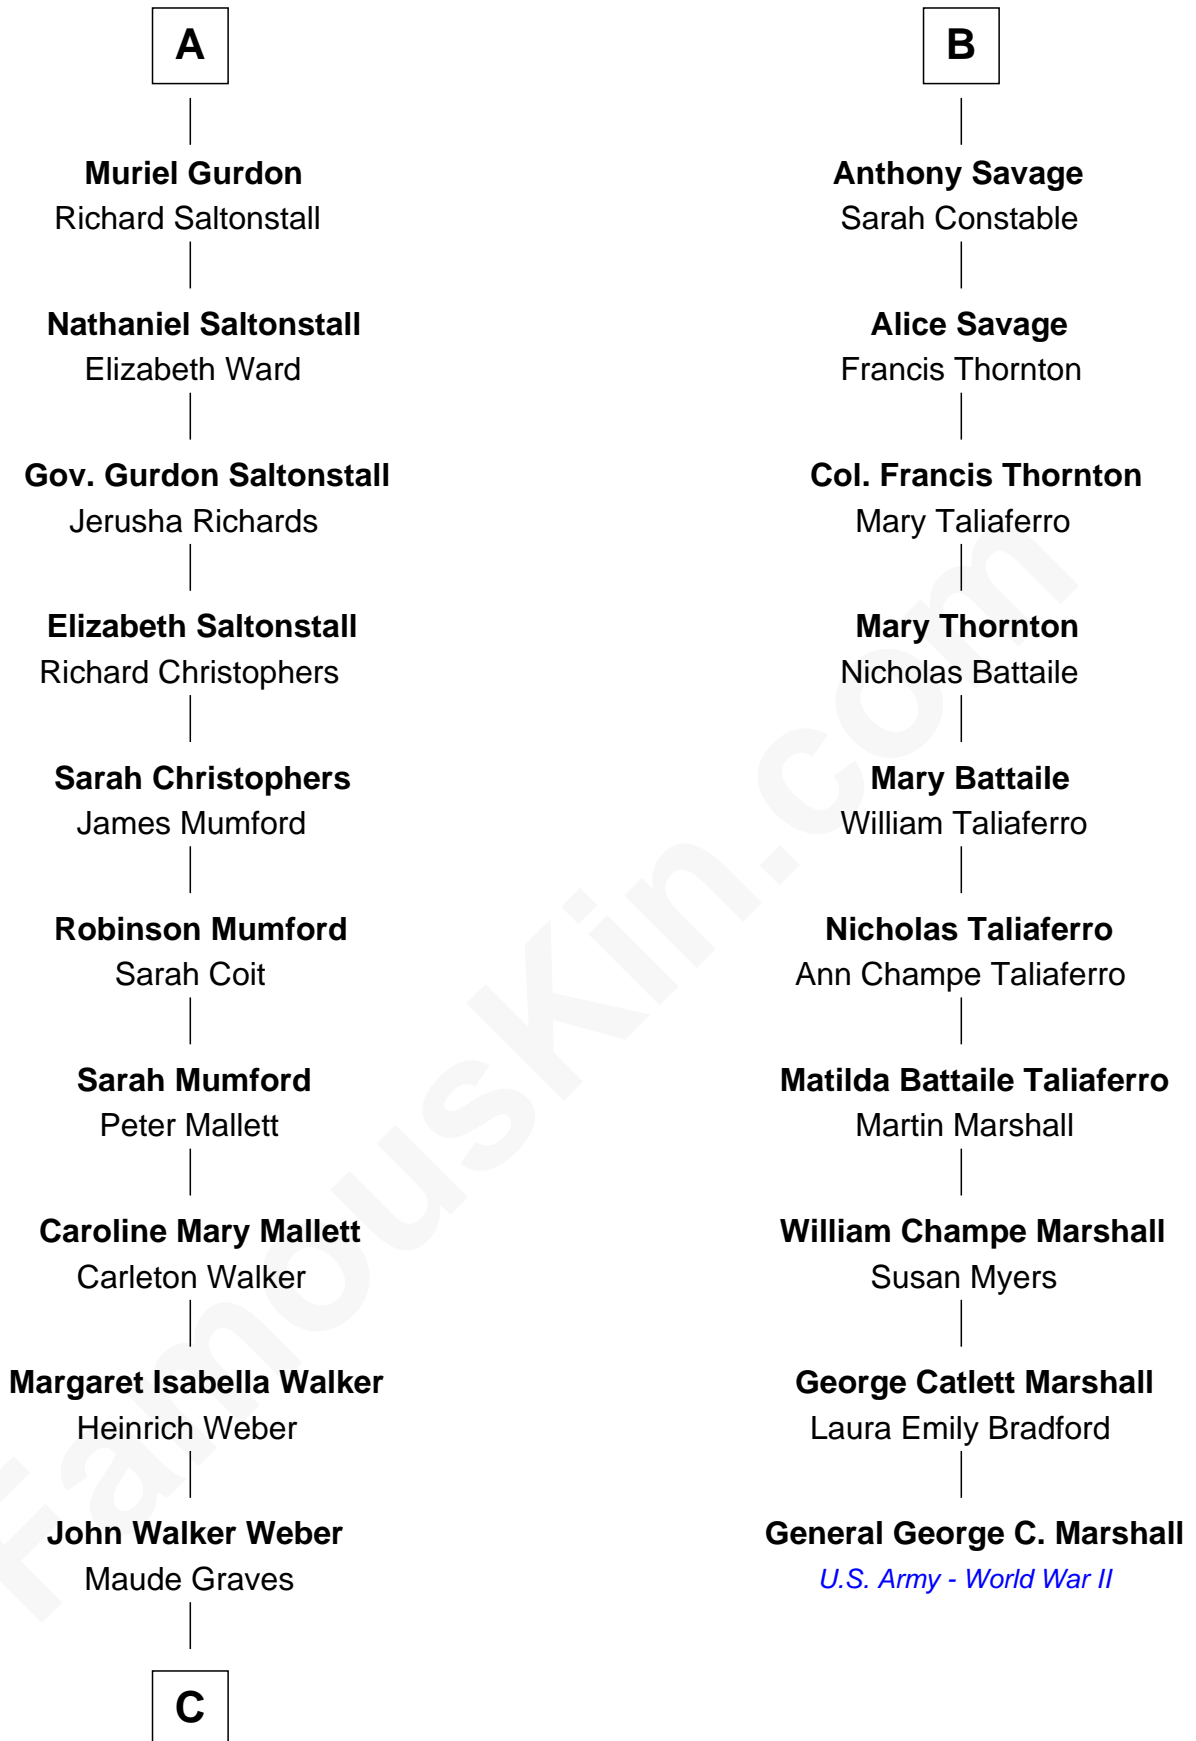 A
Muriel Gurdon
Richard Saltonstall
Nathaniel Saltonstall
Elizabeth Ward
Gov. Gurdon Saltonstall
Jerusha Richards
Elizabeth Saltonstall
Richard Christophers
Sarah Christophers
James Mumford
Robinson Mumford
Sarah Coit
Sarah Mumford
Peter Mallett
Caroline Mary Mallett
Carleton Walker
Margaret Isabella Walker
Heinrich Weber
John Walker Weber
Maude Graves
C
B
Anthony Savage
Sarah Constable
Alice Savage
Francis Thornton
Col. Francis Thornton
Mary Taliaferro
Mary Thornton
Nicholas Battaile
Mary Battaile
William Taliaferro
Nicholas Taliaferro
Ann Champe Taliaferro
Matilda Battaile Taliaferro
Martin Marshall
William Champe Marshall
Susan Myers
George Catlett Marshall
Laura Emily Bradford
General George C. Marshall
U.S. Army - World War II
FamousKin.com